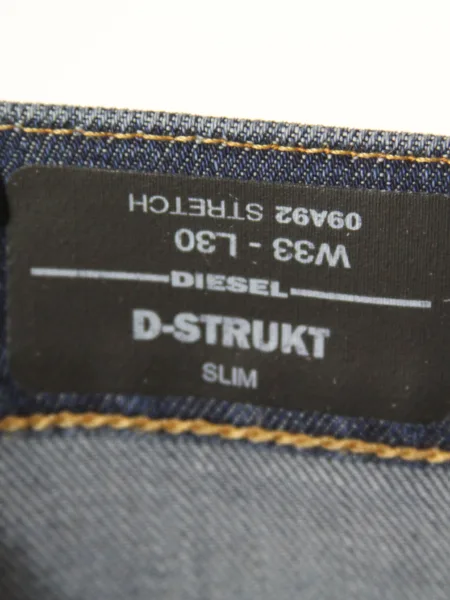 09A92 STRETCH
W33 - L30
DIESEL
D-STRUKT
SLIM